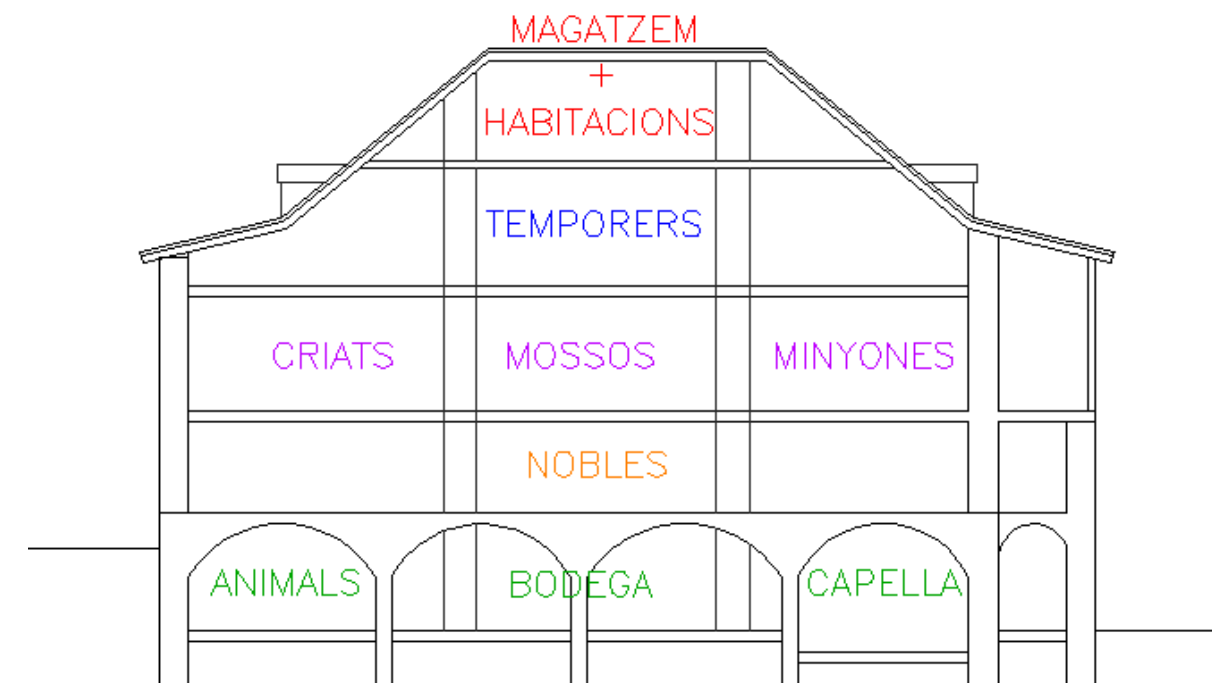 MAGATZEM
+
HABITACIONS
TEMPORERS
CRIATS MOSSOS MINYONES
NOBLES
ANIMALS BODEGA CAPELLA